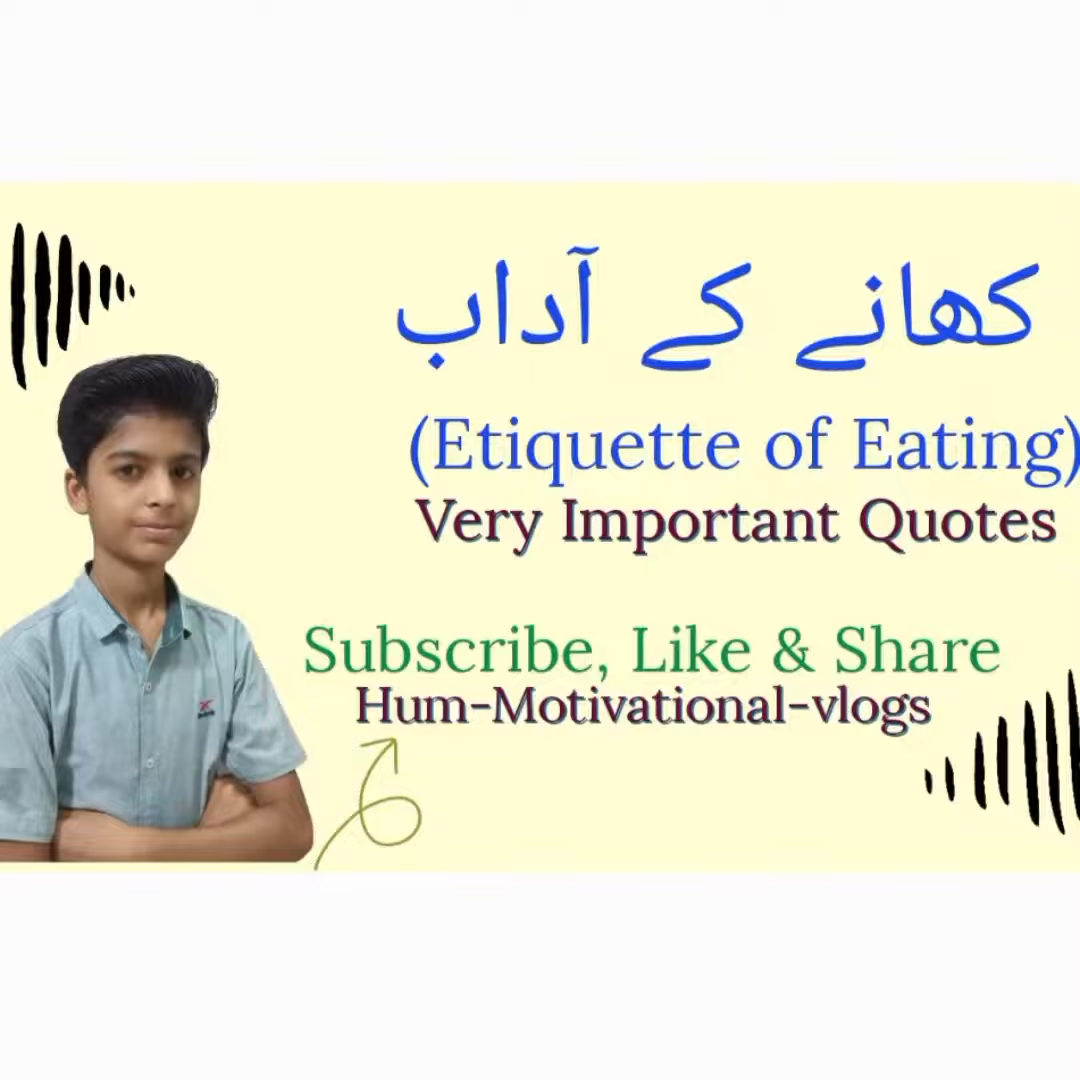 کھانے کے آداب
(Etiquette of Eating)
Very Important Quotes
Subscribe, Like & Share
Hum-Motivational-vlogs